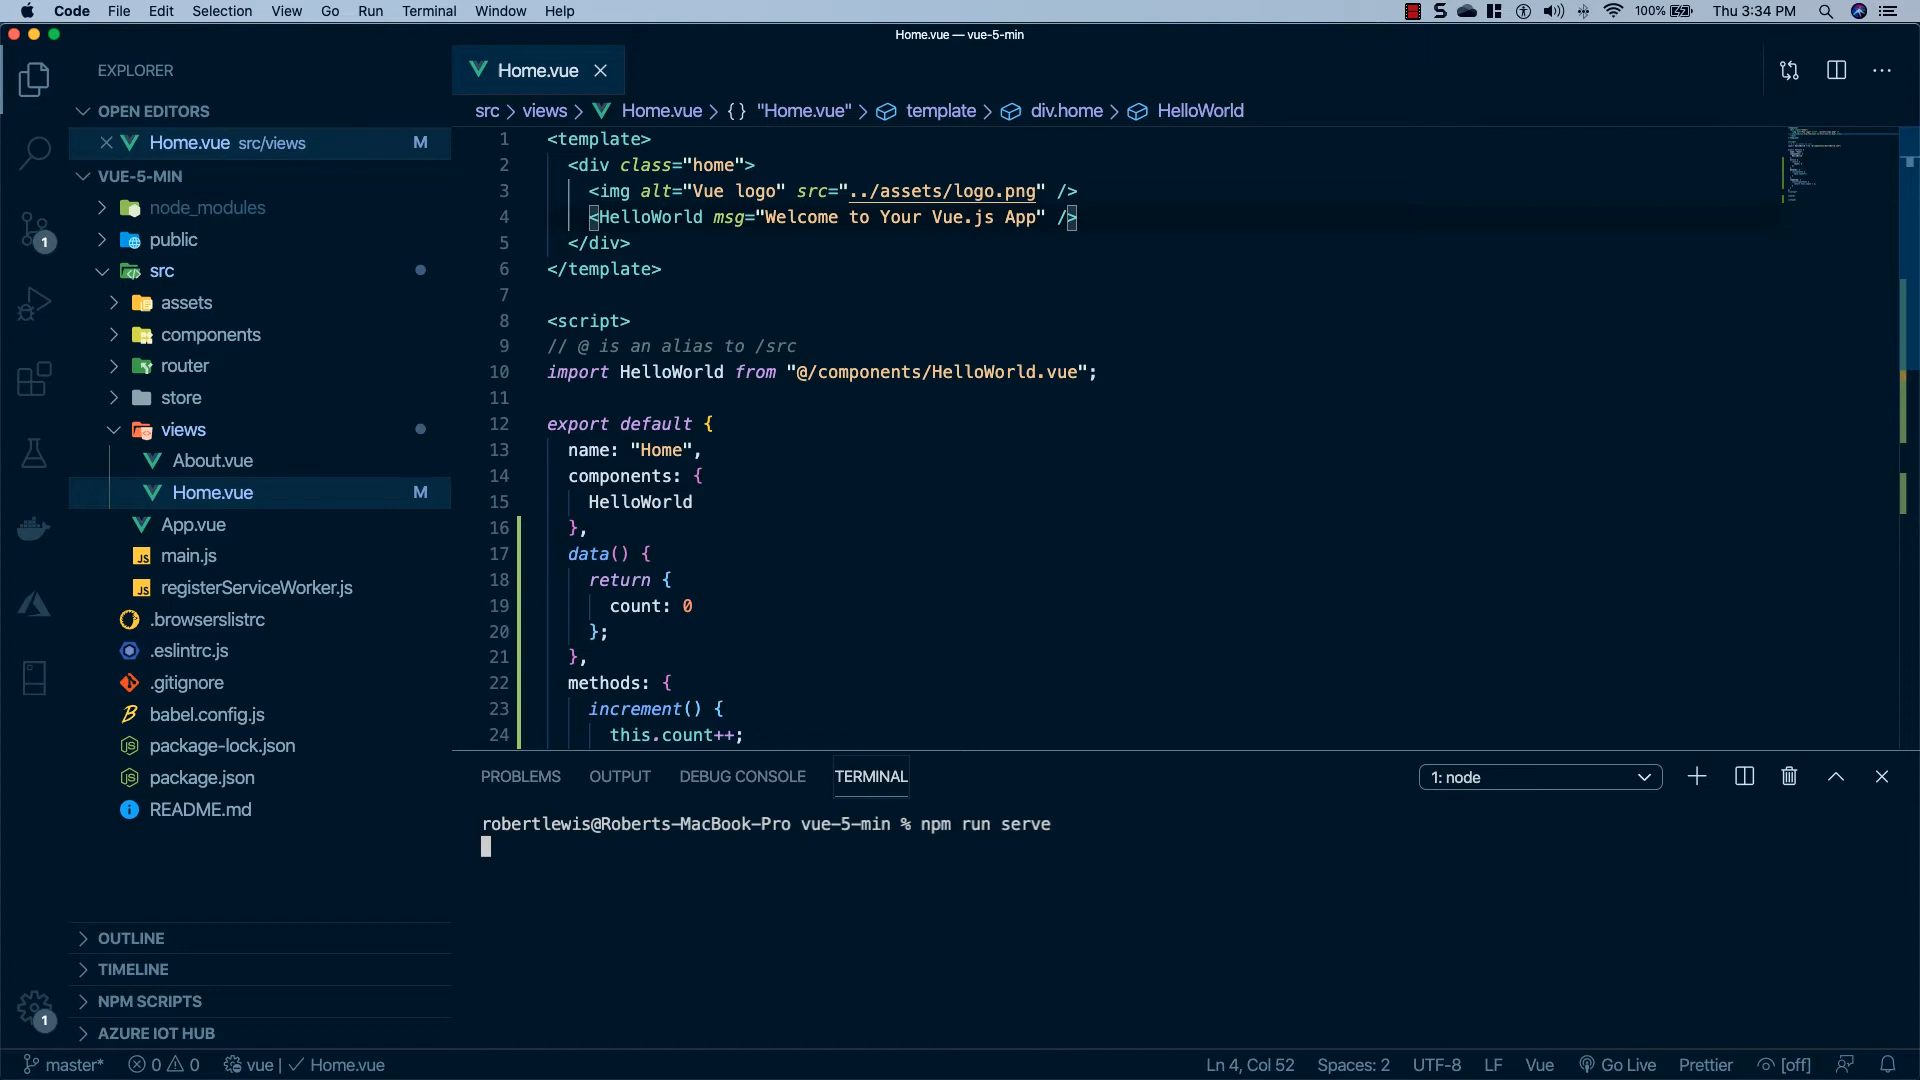 Code File Edit Selection View Go Run Terminal Window Help 100% Thu 3:34 PM
Home.vue — vue-5-min
EXPLORER
OPEN EDITORS
Home.vue src/views M
VUE-5-MIN
node_modules
public
src
assets
components
router
store
views
About.vue
Home.vue M
App.vue
main.js
registerServiceWorker.js
.browserslistrc
.eslintrc.js
.gitignore
babel.config.js
package-lock.json
package.json
README.md
OUTLINE
TIMELINE
NPM SCRIPTS
AZURE IOT HUB
1
1
Home.vue
src > views > Home.vue > {} "Home.vue" > template > div.home > HelloWorld
1 <template>
2 <div class="home">
3 <img alt="Vue logo" src="../assets/logo.png" />
4 <HelloWorld msg="Welcome to Your Vue.js App" />
5 </div>
6 </template>
7
8 <script>
9 // @ is an alias to /src
10 import HelloWorld from "@/components/HelloWorld.vue";
11
12 export default {
13 name: "Home",
14 components: {
15 HelloWorld
16 },
17 data() {
18 return {
19 count: 0
20 };
21 },
22 methods: {
23 increment() {
24 this.count++;
PROBLEMS OUTPUT DEBUG CONSOLE TERMINAL 1: node
robertlewis@Roberts-MacBook-Pro vue-5-min % npm run serve
master* 0 0 vue | Home.vue Ln 4, Col 52 Spaces: 2 UTF-8 LF Vue Go Live Prettier [off]